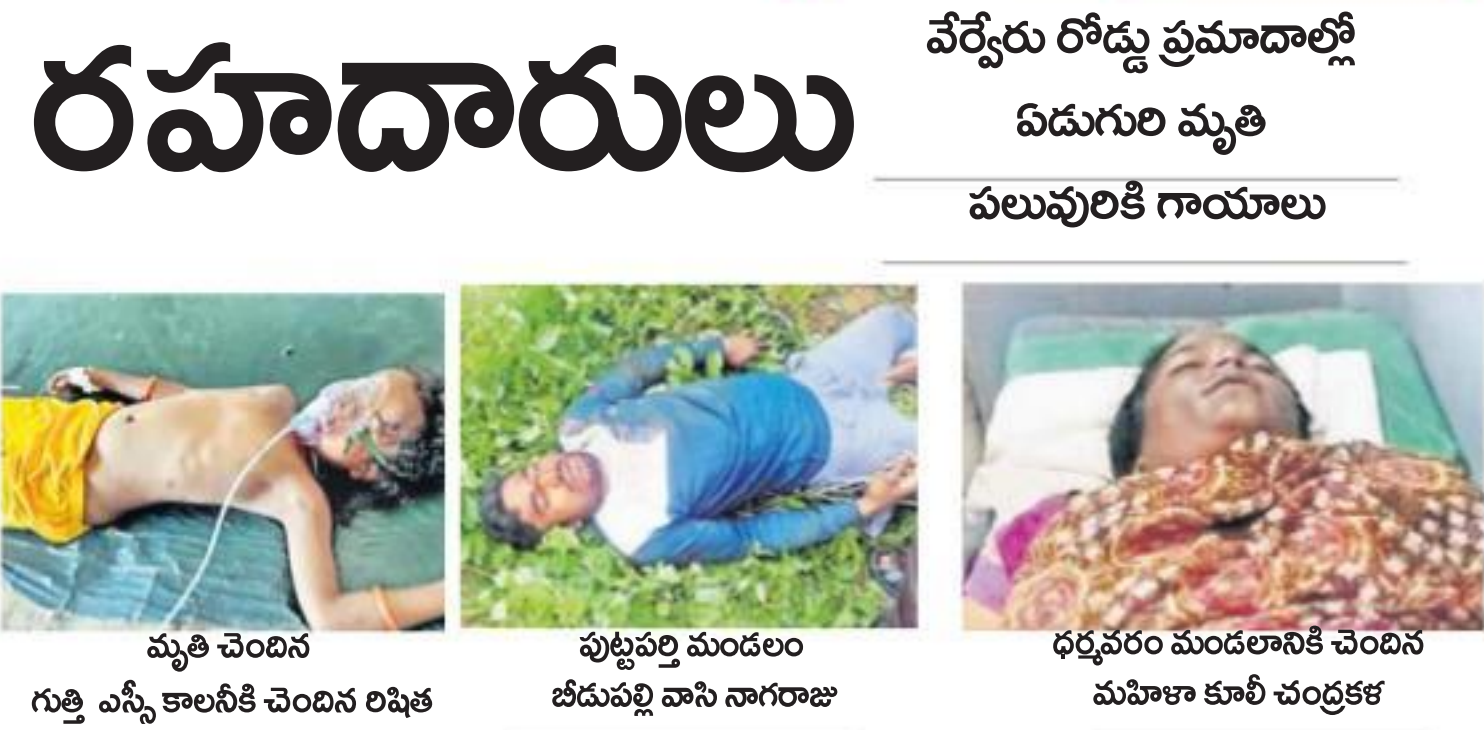 రహదారులు
వేర్వేరు రోడ్డు ప్రమాదాల్లో
ఏడుగురి మృతి
పలువురికి గాయాలు
మృతి చెందిన
గుత్తి ఎస్సీ కాలనీకి చెందిన రిషిత
పుట్టపర్తి మండలం
బీడుపల్లి వాసి నాగరాజు
ధర్మవరం మండలానికి చెందిన
మహిళా కూలీ చంద్రకళ